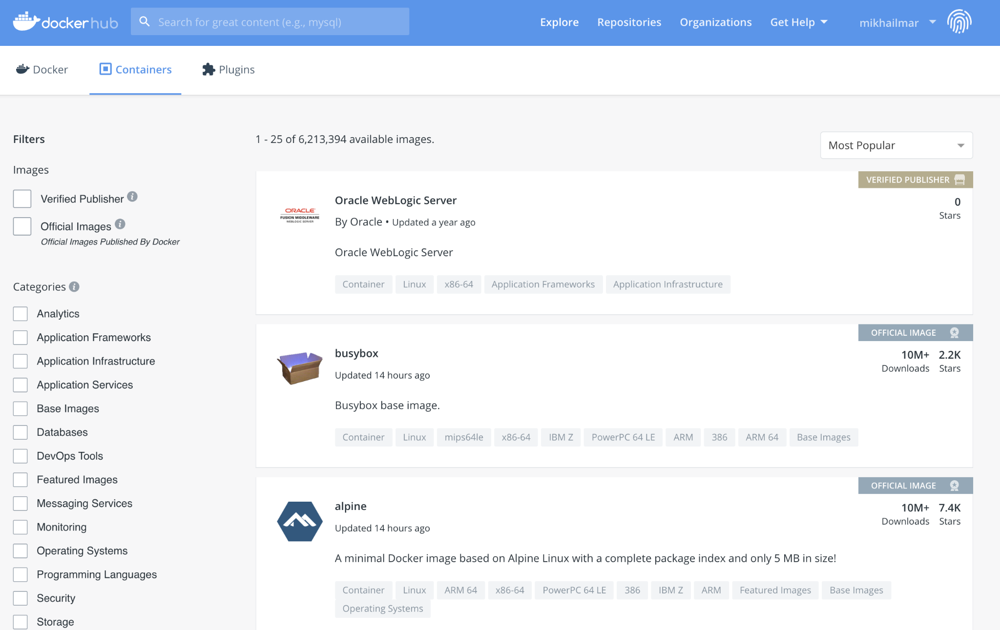 docker hub
Search for great content (e.g., mysql)
Explore
Repositories
Organizations
Get Help
mikhailmar
Docker
Containers
Plugins
Filters
Images
Verified Publisher
Official Images
Official Images Published By Docker
Categories
Analytics
Application Frameworks
Application Infrastructure
Application Services
Base Images
Databases
DevOps Tools
Featured Images
Messaging Services
Monitoring
Operating Systems
Programming Languages
Security
Storage
1 - 25 of 6,213,394 available images.
Most Popular
VERIFIED PUBLISHER
ORACLE
FUSION MIDDLEWARE
WEBLOGIC SERVER
Oracle WebLogic Server
By Oracle • Updated a year ago
0
Stars
Oracle WebLogic Server
Container Linux x86-64 Application Frameworks Application Infrastructure
OFFICIAL IMAGE
busybox
Updated 14 hours ago
10M+ 2.2K
Downloads Stars
Busybox base image.
Container Linux mips64le x86-64 IBM Z PowerPC 64 LE ARM 386 ARM 64 Base Images
OFFICIAL IMAGE
alpine
Updated 14 hours ago
10M+ 7.4K
Downloads Stars
A minimal Docker image based on Alpine Linux with a complete package index and only 5 MB in size!
Container Linux ARM 64 x86-64 PowerPC 64 LE 386 IBM Z ARM Featured Images Base Images
Operating Systems